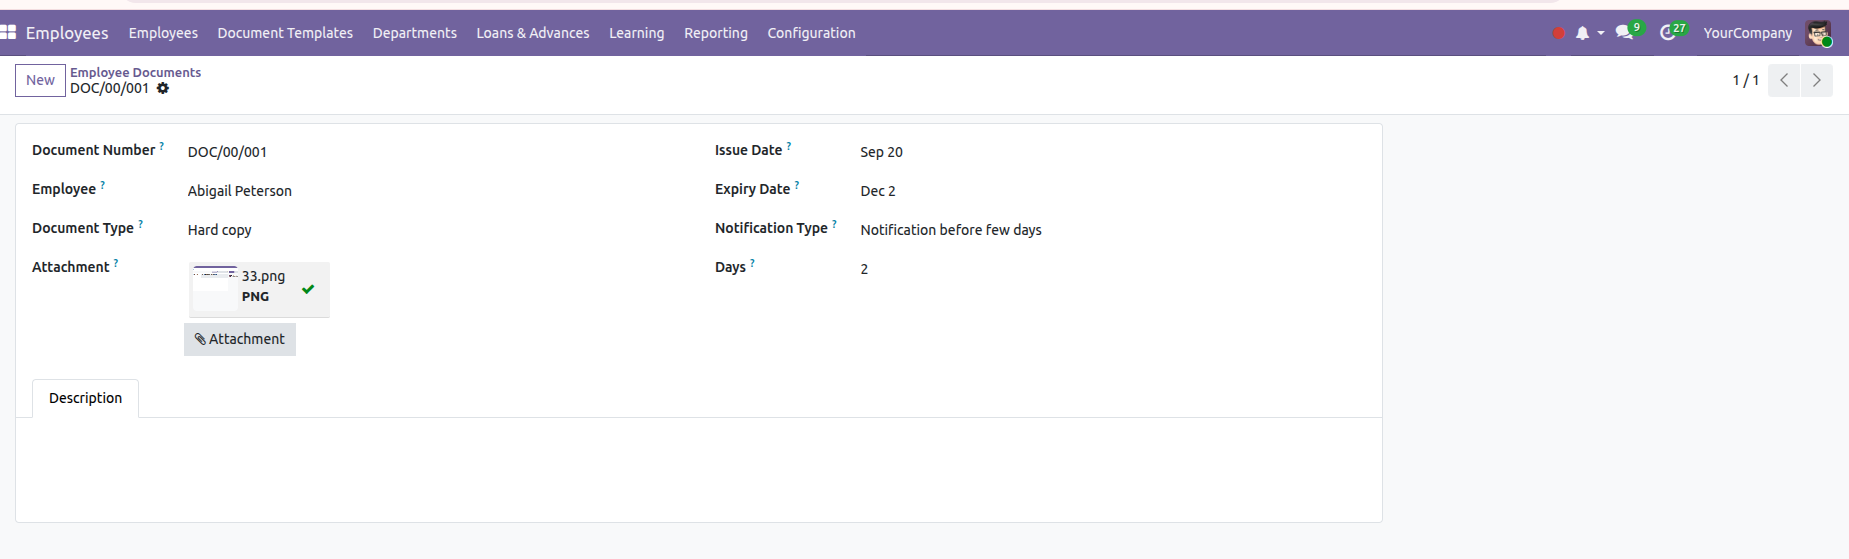 Employees Employees Document Templates Departments Loans & Advances Learning Reporting Configuration 9 27 YourCompany
New Employee Documents
DOC/00/001 1 / 1
Document Number ? DOC/00/001 Issue Date ? Sep 20
Employee ? Abigail Peterson Expiry Date ? Dec 2
Document Type ? Hard copy Notification Type ? Notification before few days
Attachment ? 33.png Days ? 2
PNG
Attachment
Description